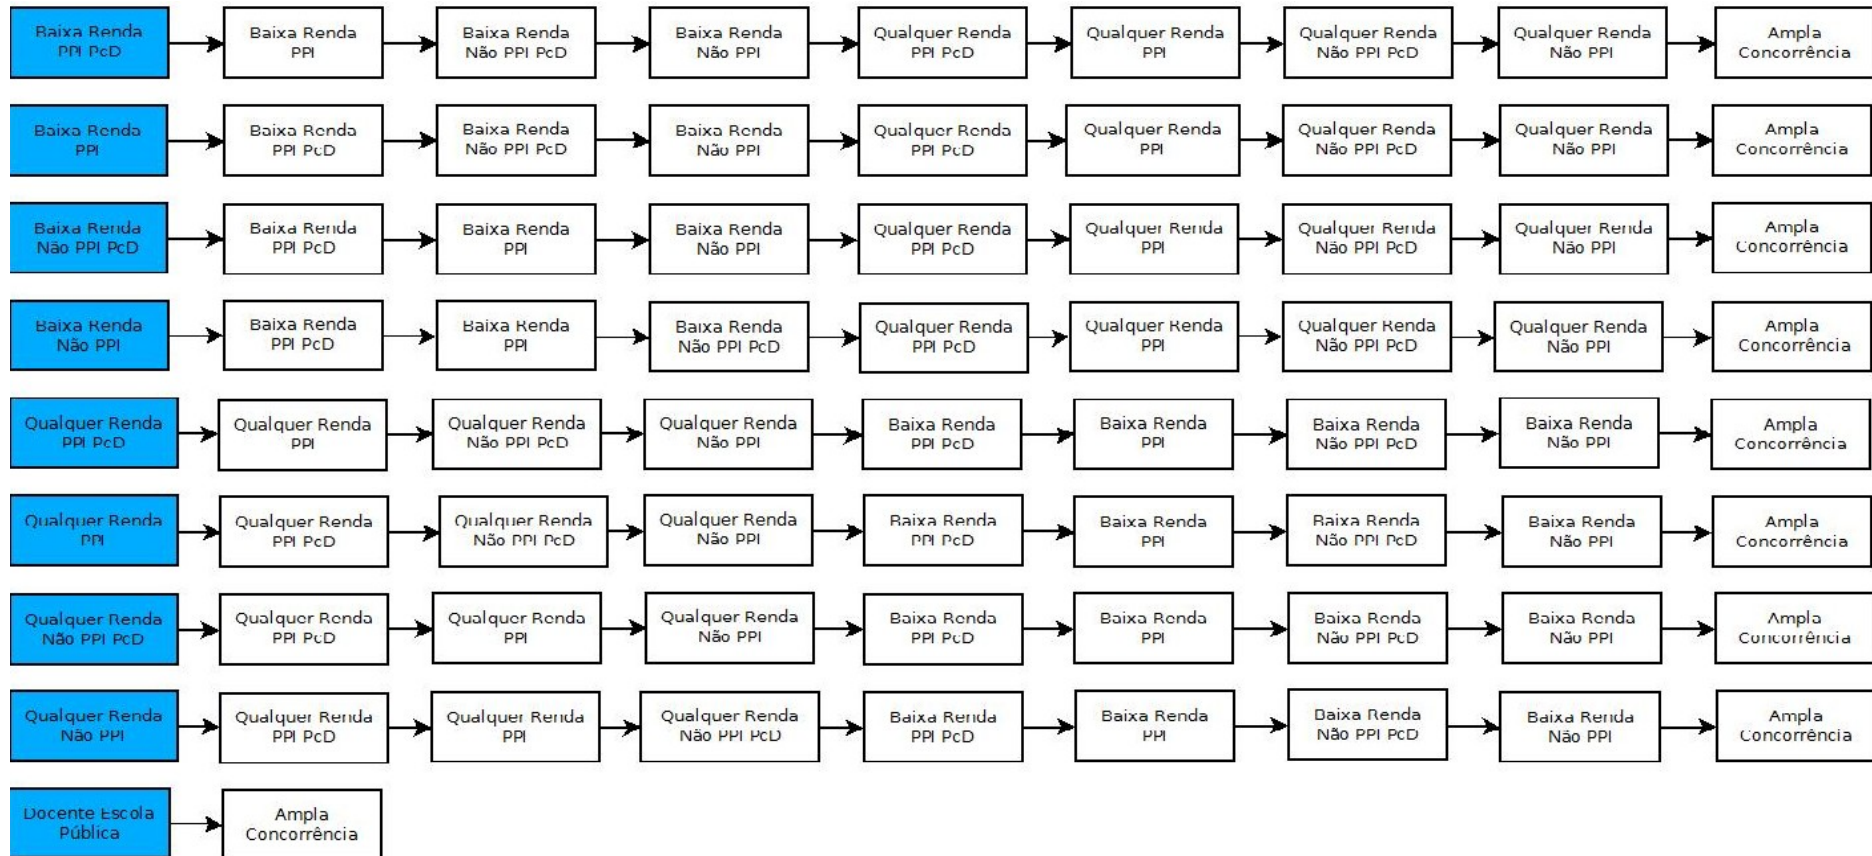 Baixa Renda
PPI PcD
Baixa Renda
PPI
Baixa Renda
Não PPI PcD
Baixa Renda
Não PPI
Qualquer Renda
PPI PcD
Qualquer Renda
PPI
Qualquer Renda
Não PPI PcD
Qualquer Renda
Não PPI
Ampla
Concorrência
Baixa Renda
PPI
Baixa Renda
PPI PcD
Baixa Renda
Não PPI PcD
Baixa Renda
Não PPI
Qualquer Renda
PPI PcD
Qualquer Renda
PPI
Qualquer Renda
Não PPI PcD
Qualquer Renda
Não PPI
Ampla
Concorrência
Baixa Renda
Não PPI PcD
Baixa Renda
PPI PcD
Baixa Renda
PPI
Baixa Renda
Não PPI
Qualquer Renda
PPI PcD
Qualquer Renda
PPI
Qualquer Renda
Não PPI PcD
Qualquer Renda
Não PPI
Ampla
Concorrência
Baixa Renda
Não PPI
Baixa Renda
PPI PcD
Baixa Renda
PPI
Baixa Renda
Não PPI PcD
Qualquer Renda
PPI PcD
Qualquer Renda
PPI
Qualquer Renda
Não PPI PcD
Qualquer Renda
Não PPI
Ampla
Concorrência
Qualquer Renda
PPI PcD
Qualquer Renda
PPI
Qualquer Renda
Não PPI PcD
Qualquer Renda
Não PPI
Baixa Renda
PPI PcD
Baixa Renda
PPI
Baixa Renda
Não PPI PcD
Baixa Renda
Não PPI
Ampla
Concorrência
Qualquer Renda
PPI
Qualquer Renda
PPI PcD
Qualquer Renda
Não PPI PcD
Qualquer Renda
Não PPI
Baixa Renda
PPI PcD
Baixa Renda
PPI
Baixa Renda
Não PPI PcD
Baixa Renda
Não PPI
Ampla
Concorrência
Qualquer Renda
Não PPI PcD
Qualquer Renda
PPI PcD
Qualquer Renda
PPI
Qualquer Renda
Não PPI
Baixa Renda
PPI PcD
Baixa Renda
PPI
Baixa Renda
Não PPI PcD
Baixa Renda
Não PPI
Ampla
Concorrência
Qualquer Renda
Não PPI
Qualquer Renda
PPI PcD
Qualquer Renda
PPI
Qualquer Renda
Não PPI PcD
Baixa Renda
PPI PcD
Baixa Renda
PPI
Baixa Renda
Não PPI PcD
Baixa Renda
Não PPI
Ampla
Concorrência
Docente Escola
Pública
Ampla
Concorrência